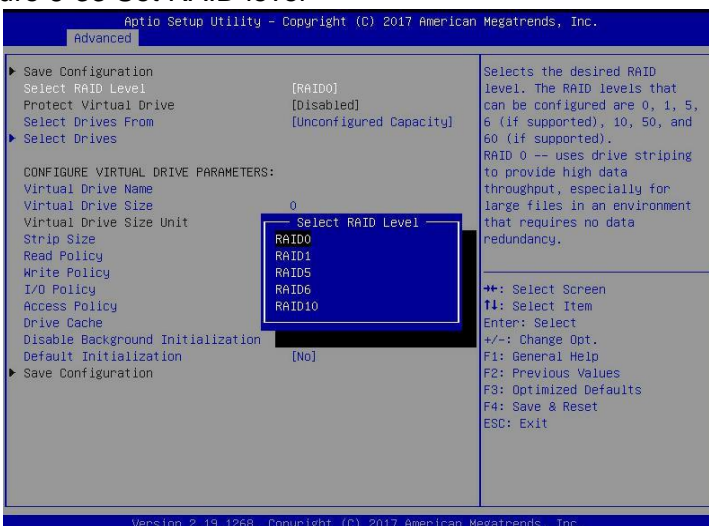 Aptio Setup Utility – Copyright (C) 2017 American Megatrends, Inc.
Advanced
Save Configuration
Select RAID Level [RAID0]
Protect Virtual Drive [Disabled]
Select Drives From [Unconfigured Capacity]
Select Drives
CONFIGURE VIRTUAL DRIVE PARAMETERS:
Virtual Drive Name
Virtual Drive Size 0
Virtual Drive Size Unit
Strip Size
Read Policy
Write Policy
I/O Policy
Access Policy
Drive Cache
Disable Background Initialization
Default Initialization [No]
Save Configuration
Select RAID Level
RAID0
RAID1
RAID5
RAID6
RAID10
Selects the desired RAID
level. The RAID levels that
can be configured are 0, 1, 5,
6 (if supported), 10, 50, and
60 (if supported).
RAID 0 -- uses drive striping
to provide high data
throughput, especially for
large files in an environment
that requires no data
redundancy.
→←: Select Screen
↑↓: Select Item
Enter: Select
+/-: Change Opt.
F1: General Help
F2: Previous Values
F3: Optimized Defaults
F4: Save & Reset
ESC: Exit
Version 2.19.1268. Copyright (C) 2017 American Megatrends, Inc.